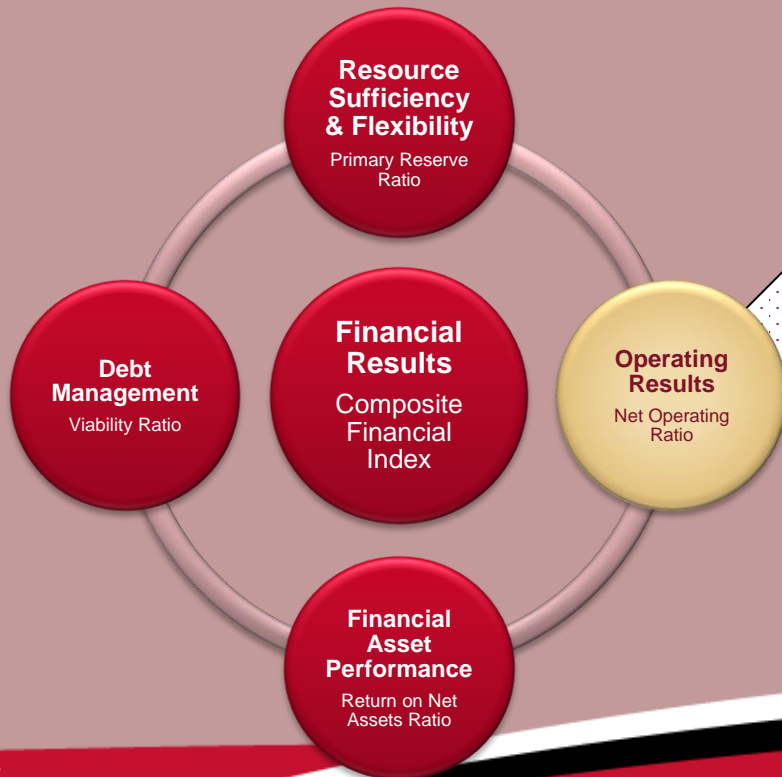 Resource
Sufficiency
& Flexibility
Primary Reserve
Ratio
Debt
Management
Viability Ratio
Financial
Results
Composite
Financial
Index
Operating
Results
Net Operating
Ratio
Financial
Asset
Performance
Return on Net
Assets Ratio